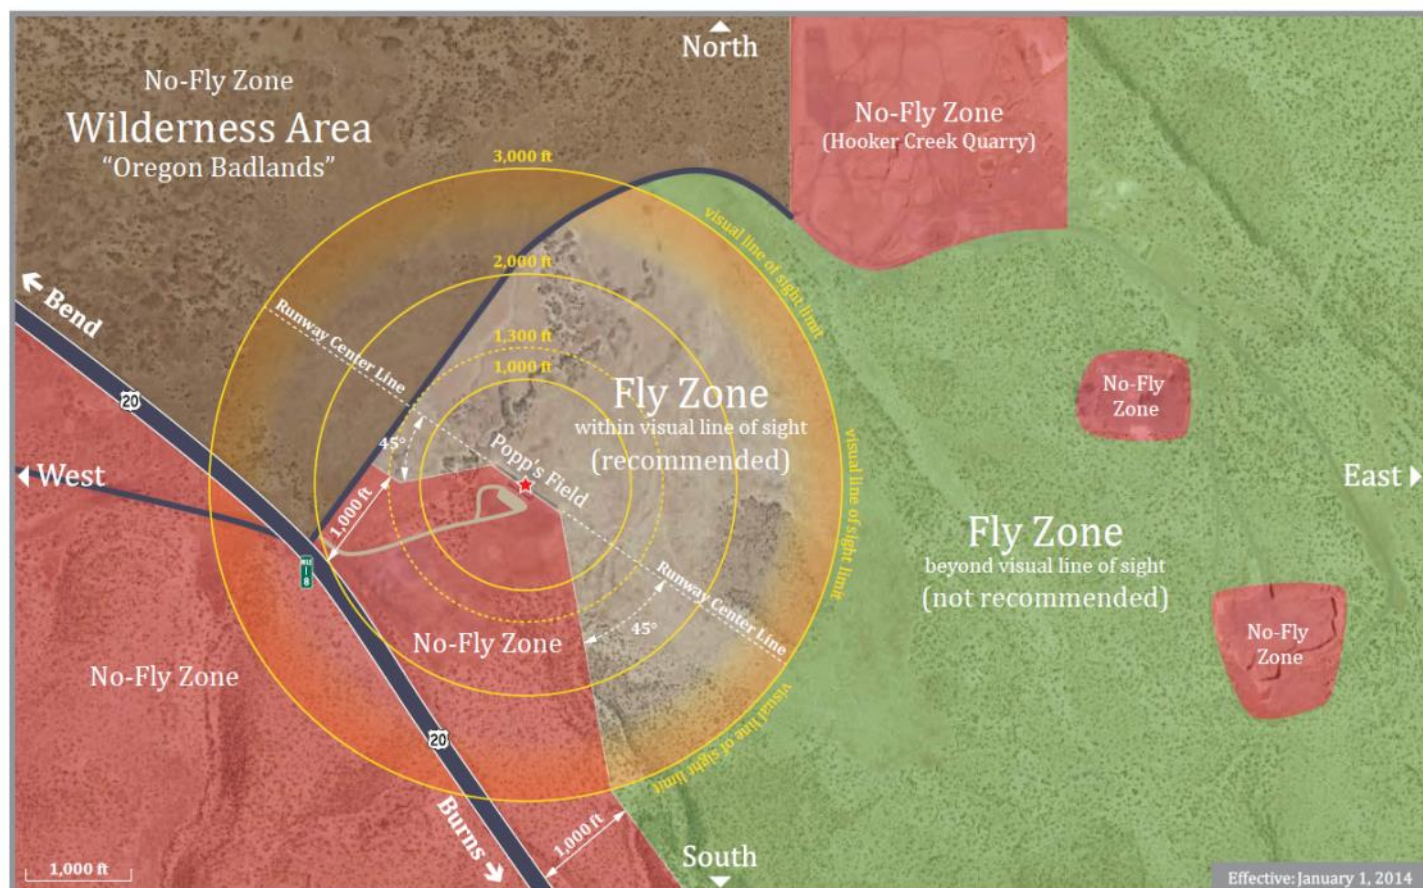 North
No-Fly Zone
Wilderness Area
“Oregon Badlands”
No-Fly Zone
(Hooker Creek Quarry)
3,000 ft
visual line of sight limit
2,000 ft
Bend
Runway Center Line
1,300 ft
1,000 ft
Fly Zone
within visual line of sight
(recommended)
No-Fly
Zone
20
45°
Popp's Field
visual line of sight limit
West
East
1,000 ft
Fly Zone
beyond visual line of sight
(not recommended)
MILE
1
8
Runway Center Line
45°
No-Fly Zone
No-Fly Zone
No-Fly
Zone
visual line of sight limit
20
Burns
1,000 ft
South
1,000 ft
Effective: January 1, 2014